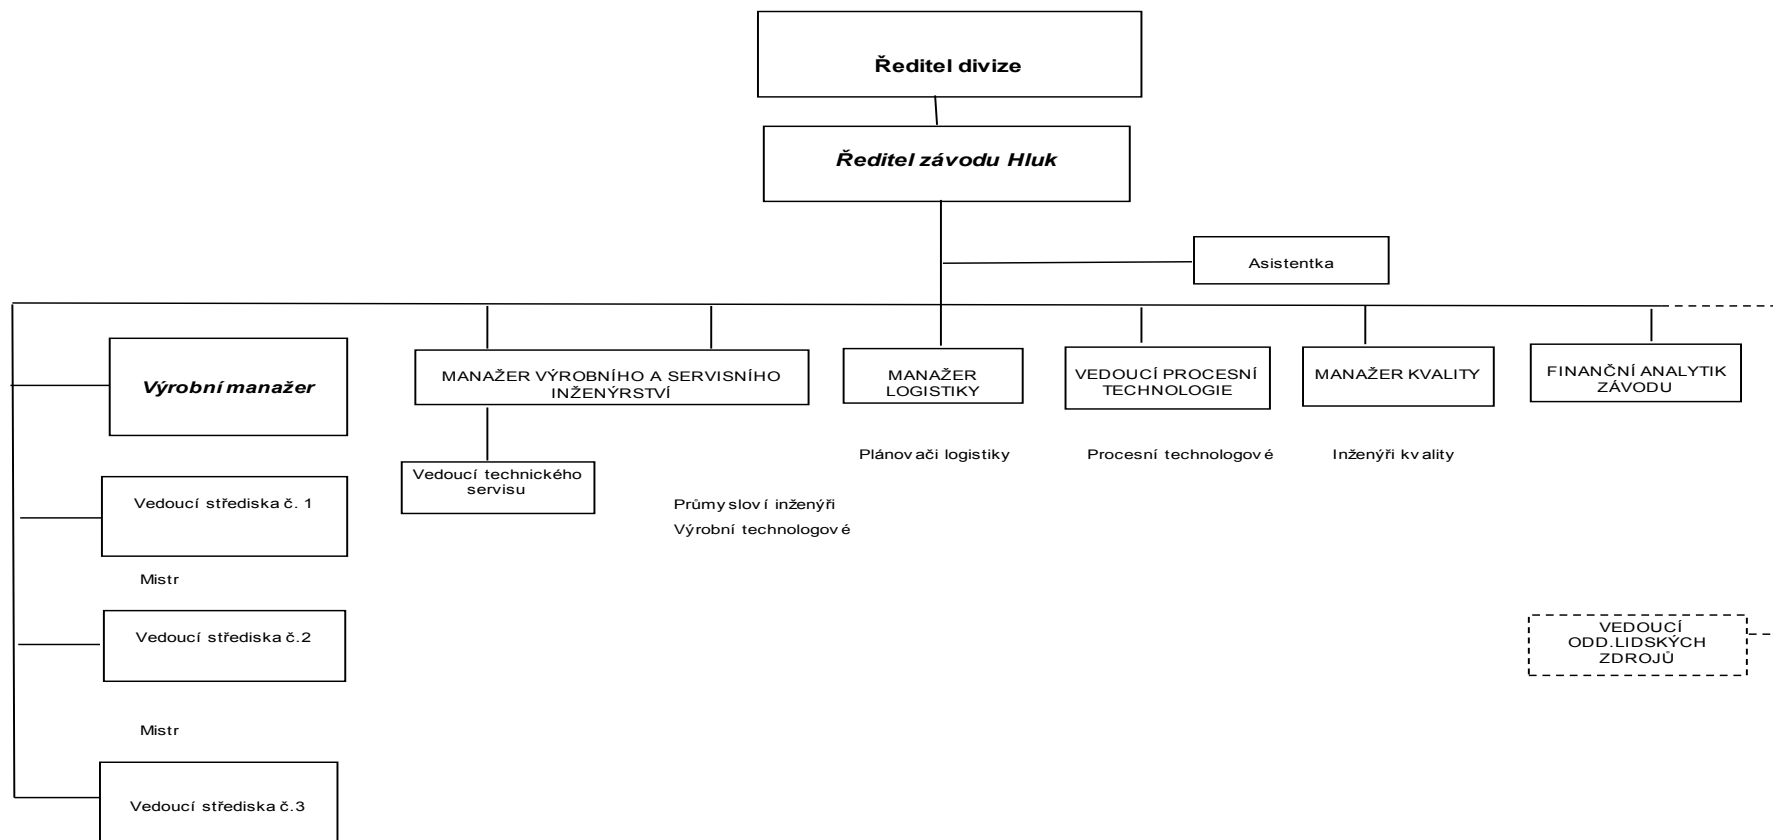 Ředitel divize
Ředitel závodu Hluk
Asistentka
Výrobní manažer
MANAŽER VÝROBNÍHO A SERVISNÍHO
INŽENÝRSTVÍ
MANAŽER
LOGISTIKY
VEDOUCÍ PROCESNÍ
TECHNOLOGIE
MANAŽER KVALITY
FINANČNÍ ANALYTIK
ZÁVODU
Plánovači logistiky
Procesní technologové
Inženýři kvality
Vedoucí technického
servisu
Průmysloví inženýři
Výrobní technologové
Vedoucí střediska č. 1
Mistr
Vedoucí střediska č.2
VEDOUCÍ
ODD.LIDSKÝCH
ZDROJŮ
Mistr
Vedoucí střediska č.3